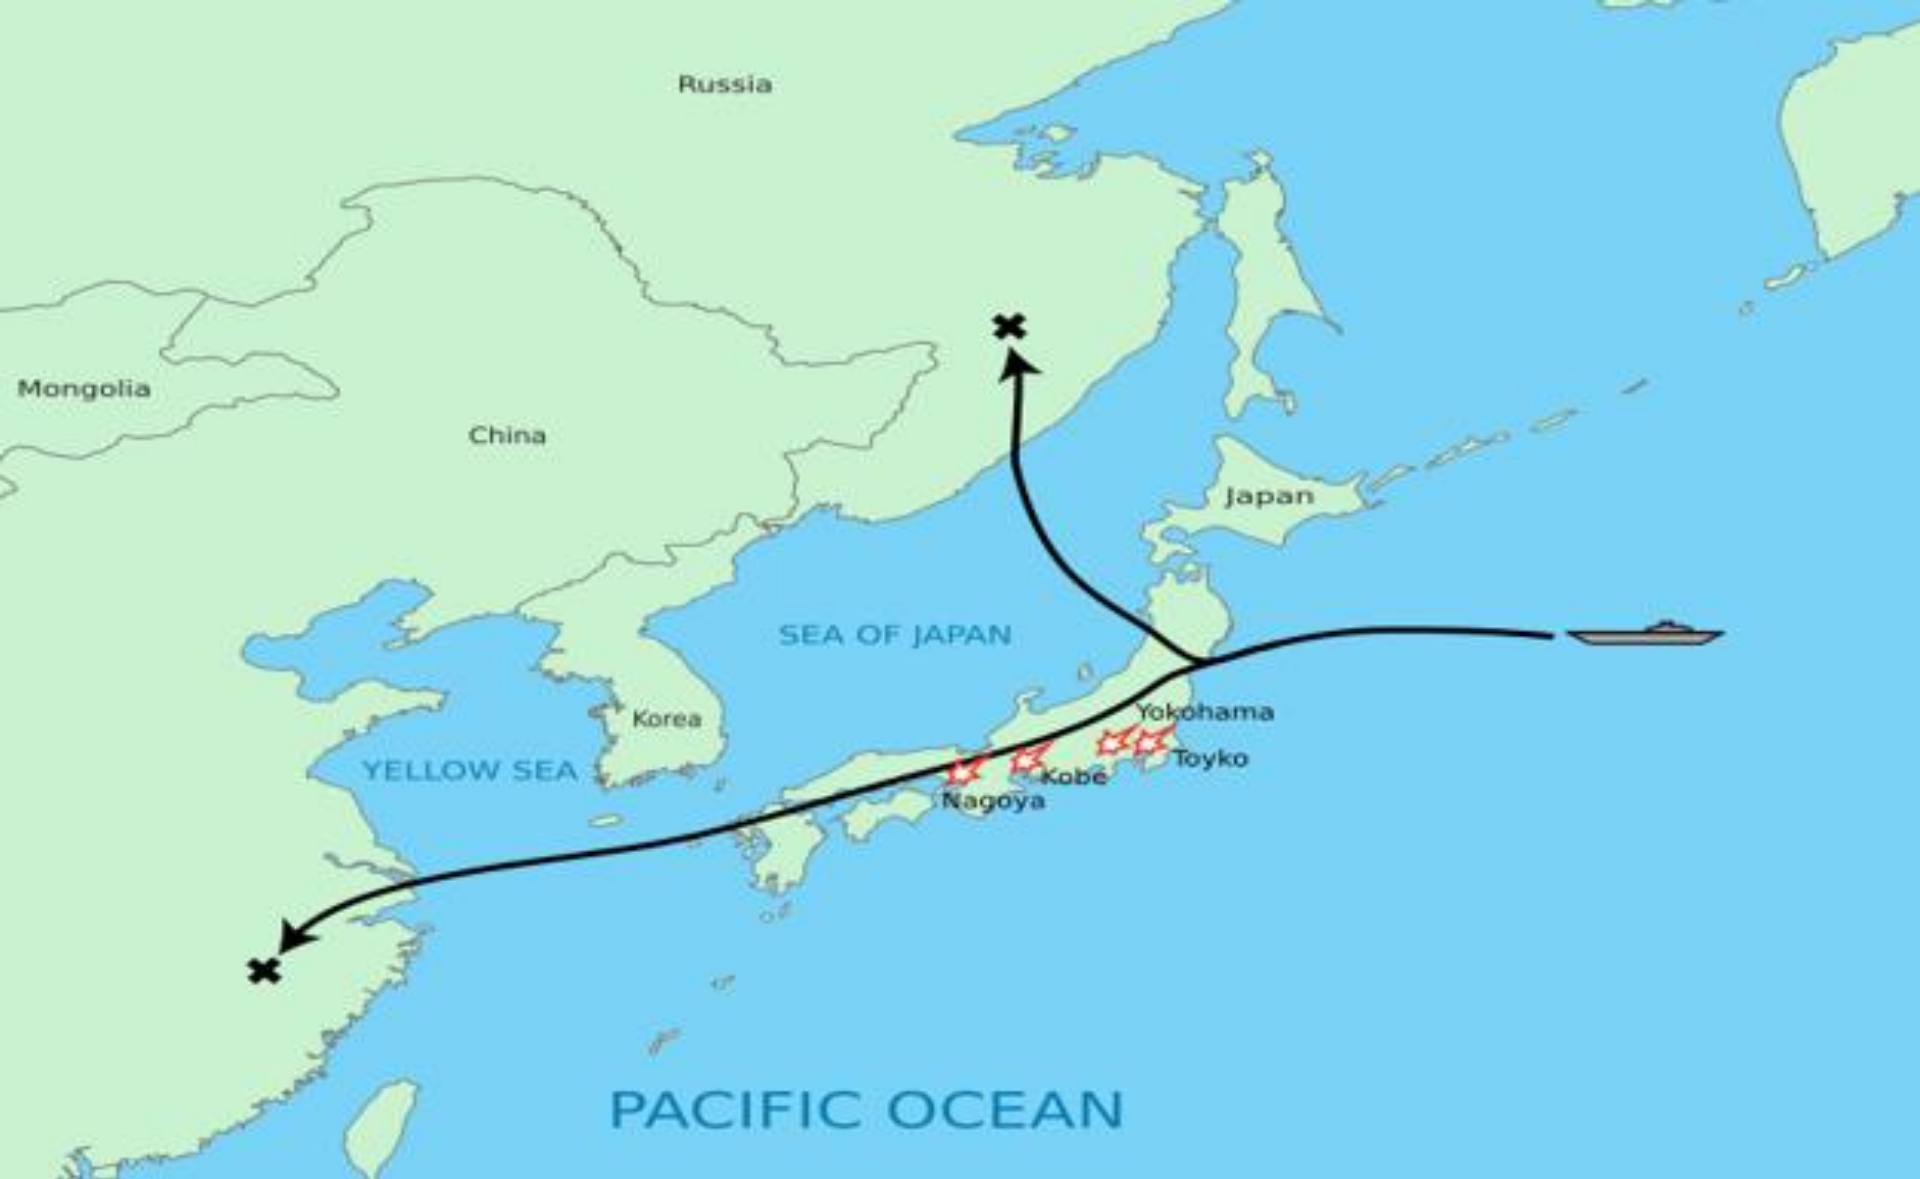 Russia
Mongolia
China
Japan
SEA OF JAPAN
Korea
Yokohama
YELLOW SEA
Toyko
Kobe
Nagoya
PACIFIC OCEAN